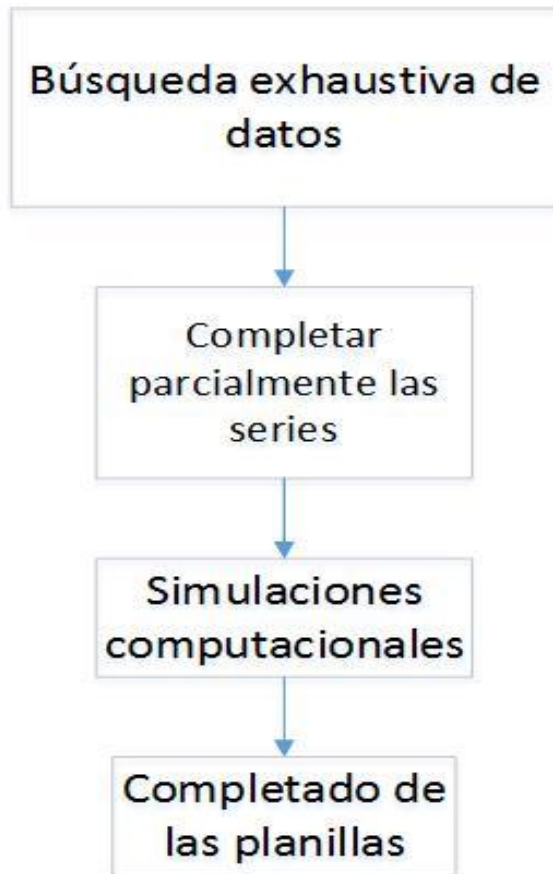 Búsqueda exhaustiva de
datos
Completar
parcialmente las
series
Simulaciones
computacionales
Completado de
las planillas